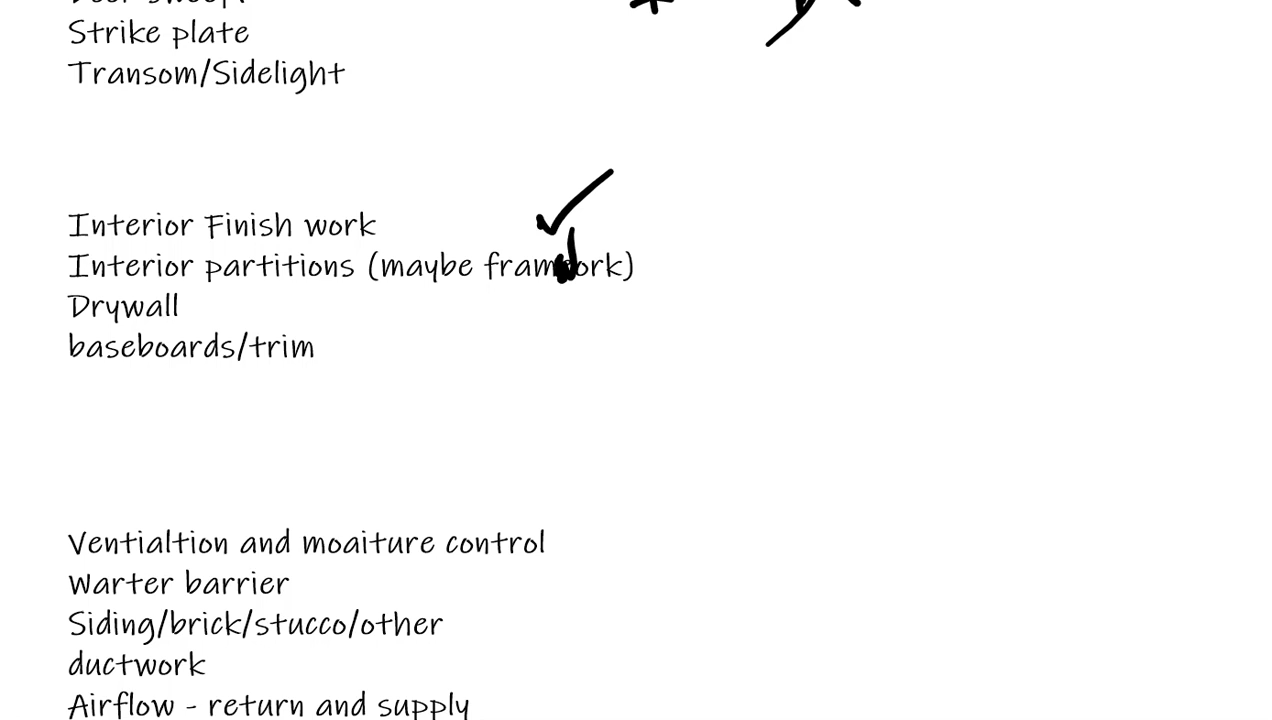 Strike plate
Transom/Sidelight
Interior Finish work
Interior partitions (maybe framework)
Drywall
baseboards/trim
Ventialtion and moaiture control
Warter barrier
Siding/brick/stucco/other
ductwork
Airflow - return and supply